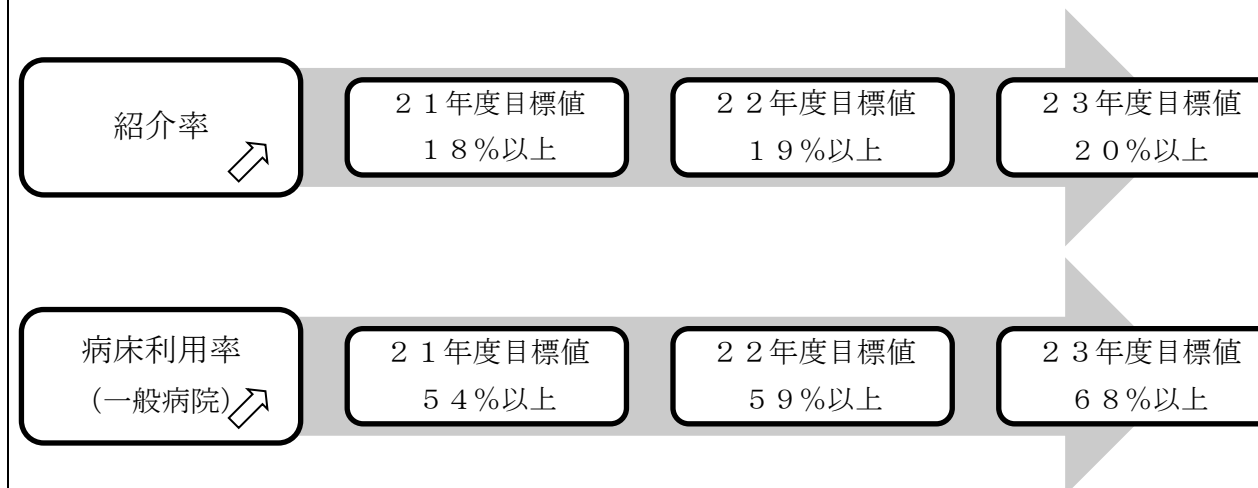 紹介率
２１年度目標値
１８％以上
２２年度目標値
１９％以上
２３年度目標値
２０％以上
病床利用率
（一般病院）
２１年度目標値
５４％以上
２２年度目標値
５９％以上
２３年度目標値
６８％以上